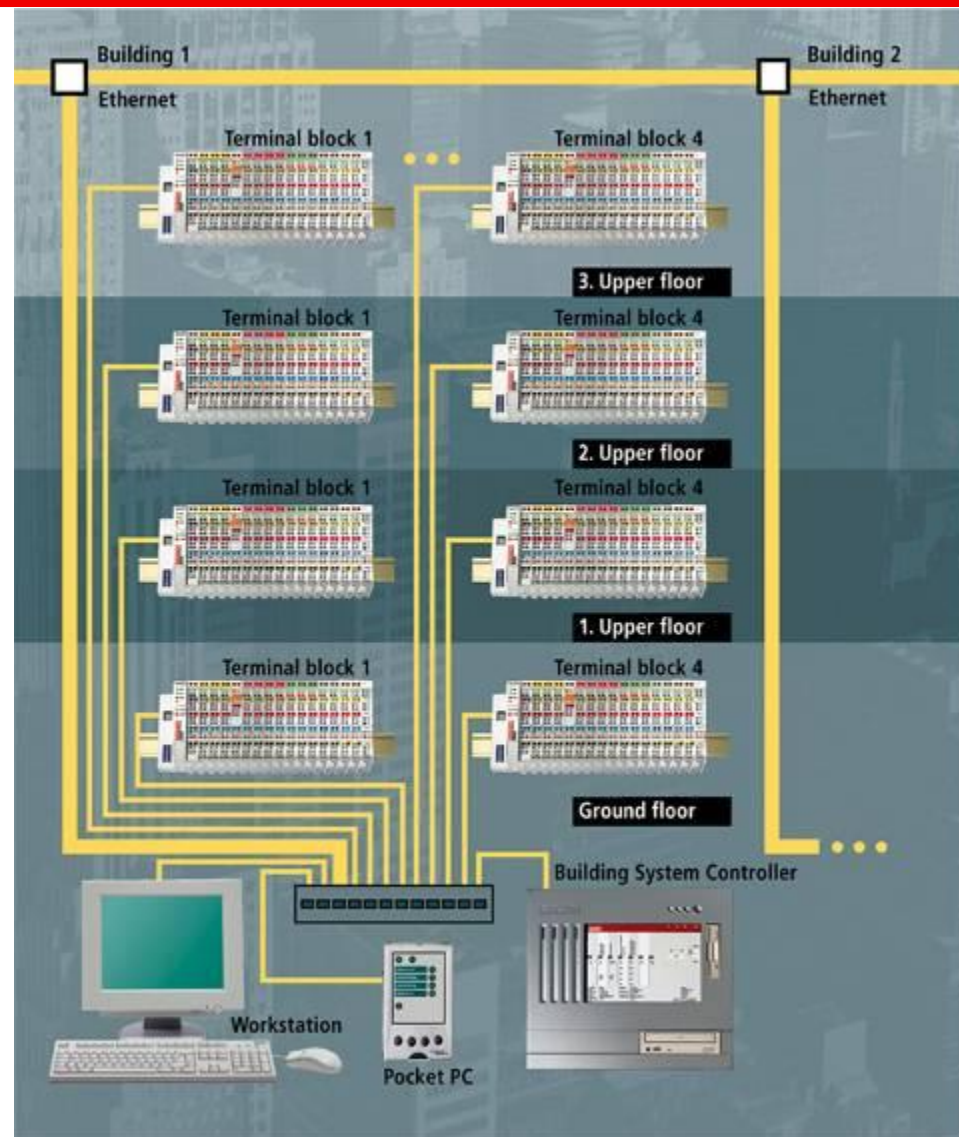 Building 1
Building 2
Ethernet
Ethernet
Terminal block 1
Terminal block 4
3. Upper floor
Terminal block 1
Terminal block 4
2. Upper floor
Terminal block 1
Terminal block 4
1. Upper floor
Terminal block 1
Terminal block 4
Ground floor
Building System Controller
Workstation
Pocket PC